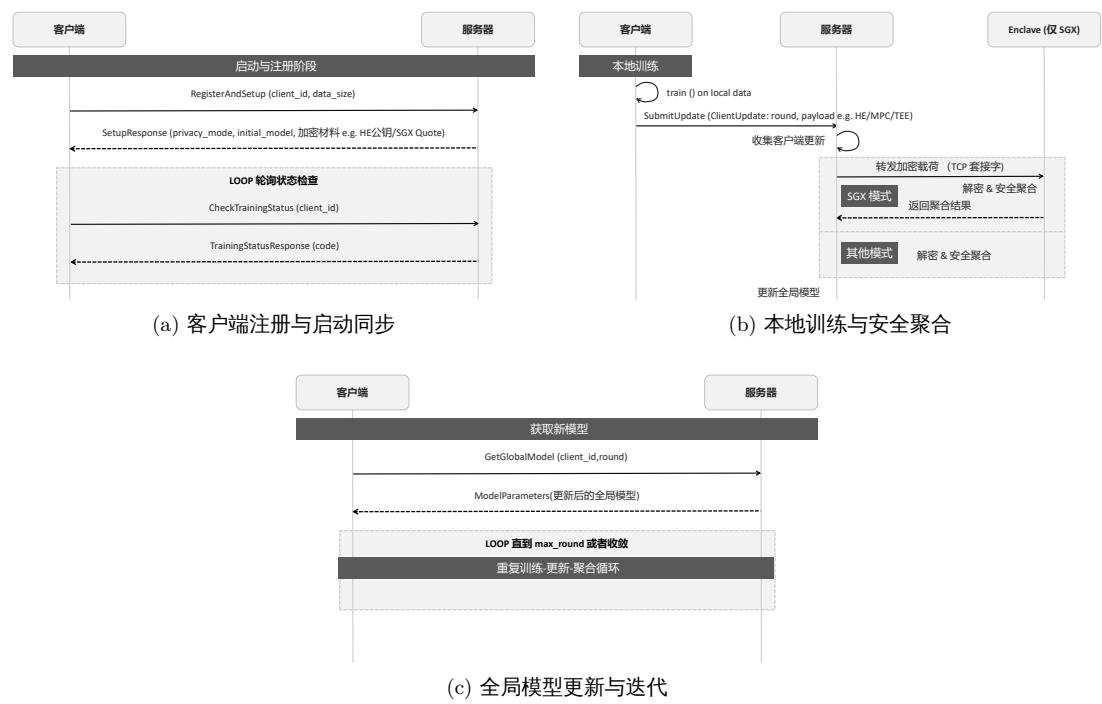 客户端
服务器
启动与注册阶段
RegisterAndSetup (client_id, data_size)
SetupResponse (privacy_mode, initial_model, 加密材料 e.g. HE公钥/SGX Quote)
LOOP 轮询状态检查
CheckTrainingStatus (client_id)
TrainingStatusResponse (code)
(a) 客户端注册与启动同步
客户端
服务器
Enclave (仅 SGX)
本地训练
train () on local data
SubmitUpdate (ClientUpdate: round, payload e.g. HE/MPC/TEE)
收集客户端更新
转发加密载荷 （TCP 套接字)
SGX 模式
解密 & 安全聚合
返回聚合结果
其他模式
解密 & 安全聚合
更新全局模型
(b) 本地训练与安全聚合
客户端
服务器
获取新模型
GetGlobalModel (client_id,round)
ModelParameters(更新后的全局模型)
LOOP 直到 max_round 或者收敛
重复训练-更新-聚合循环
(c) 全局模型更新与迭代